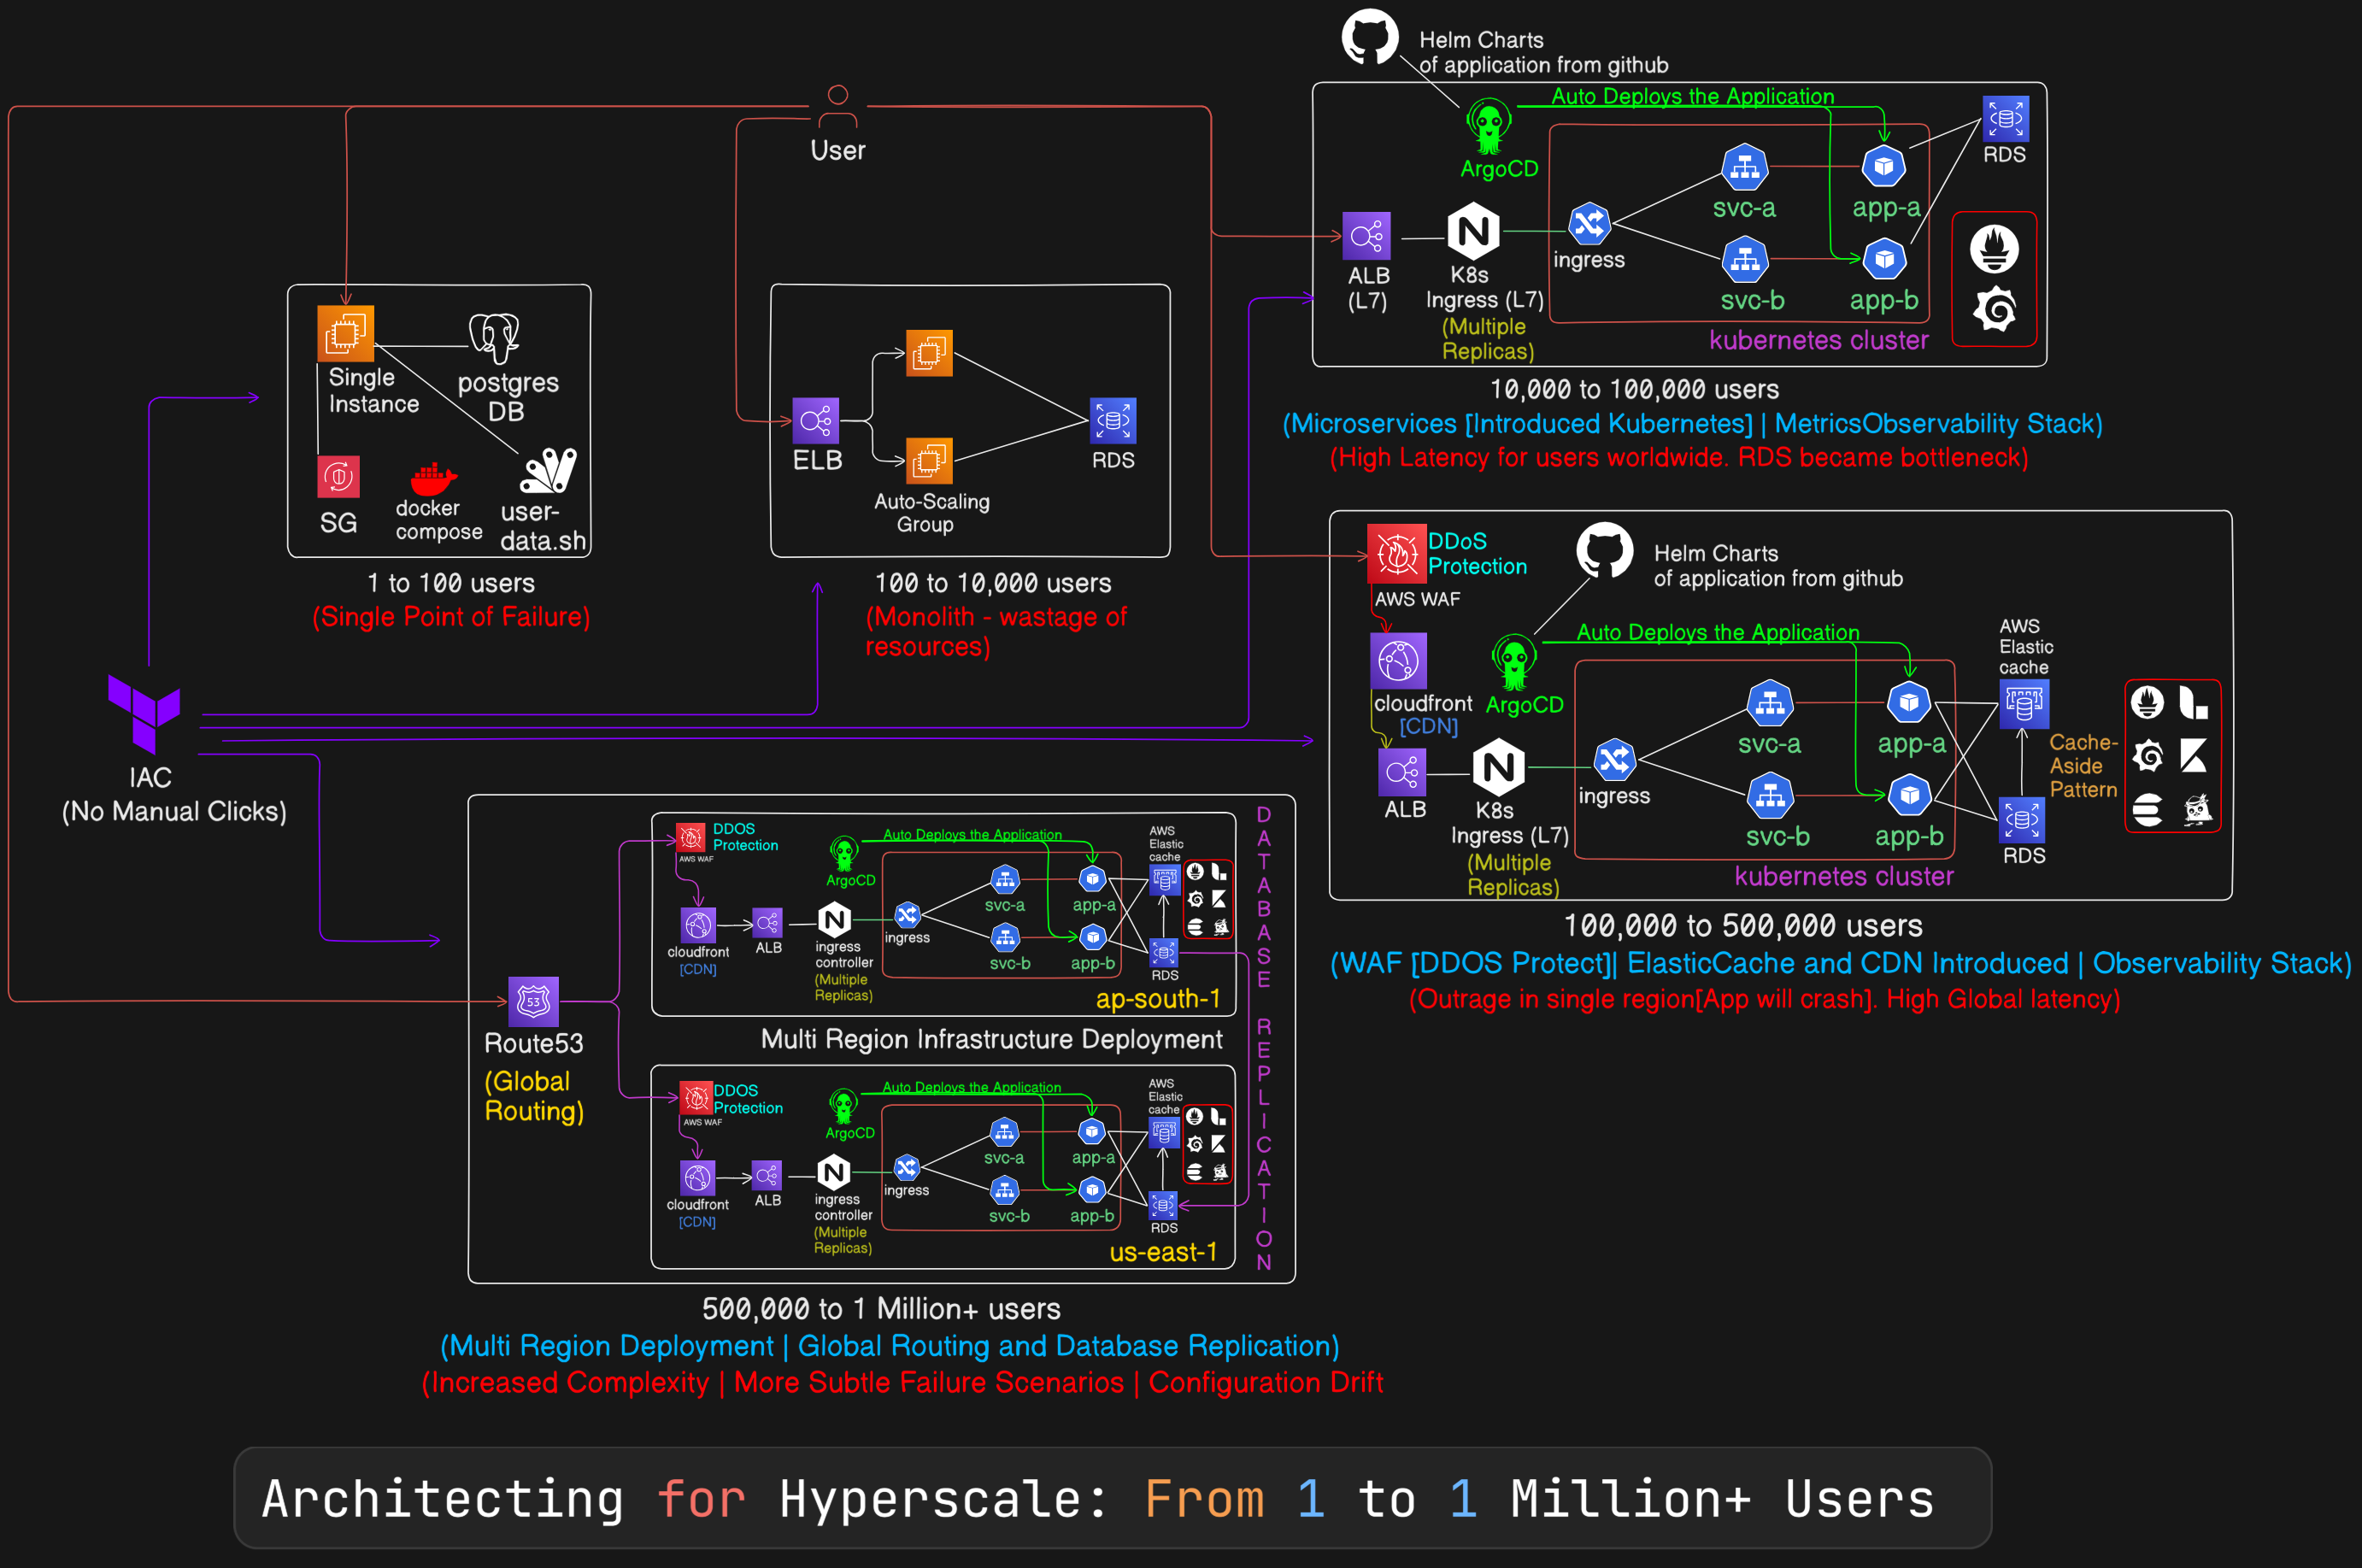 Helm Charts
of application from github
User
Auto Deploys the Application
ArgoCD
RDS
svc-a
app-a
ingress
ALB
(L7)
K8s
Ingress (L7)
(Multiple
Replicas)
svc-b
app-b
kubernetes cluster
10,000 to 100,000 users
(Microservices [Introduced Kubernetes] | MetricsObservability Stack)
(High Latency for users worldwide. RDS became bottleneck)
Single
Instance
postgres
DB
SG
docker
compose
user-
data.sh
1 to 100 users
(Single Point of Failure)
ELB
RDS
Auto-Scaling
Group
100 to 10,000 users
(Monolith - wastage of
resources)
DDoS
Protection
AWS WAF
Helm Charts
of application from github
Auto Deploys the Application
AWS
Elastic
cache
cloudfront
[CDN]
ArgoCD
svc-a
app-a
Cache-
Aside
Pattern
ingress
ALB
K8s
Ingress (L7)
(Multiple
Replicas)
svc-b
app-b
RDS
kubernetes cluster
100,000 to 500,000 users
(WAF [DDOS Protect]| ElasticCache and CDN Introduced | Observability Stack)
(Outrage in single region[App will crash]. High Global latency)
IAC
(No Manual Clicks)
Route53
(Global
Routing)
53
DDOS
Protection
AWS WAF
Auto Deploys the Application
ArgoCD
AWS
Elastic
cache
svc-a
app-a
cloudfront
[CDN]
ALB
ingress
controller
(Multiple
Replicas)
ingress
svc-b
app-b
RDS
ap-south-1
Multi Region Infrastructure Deployment
DATABASE REPLICATION
DDOS
Protection
AWS WAF
Auto Deploys the Application
ArgoCD
AWS
Elastic
cache
svc-a
app-a
cloudfront
[CDN]
ALB
ingress
controller
(Multiple
Replicas)
ingress
svc-b
app-b
RDS
us-east-1
500,000 to 1 Million+ users
(Multi Region Deployment | Global Routing and Database Replication)
(Increased Complexity | More Subtle Failure Scenarios | Configuration Drift
Architecting for Hyperscale: From 1 to 1 Million+ Users